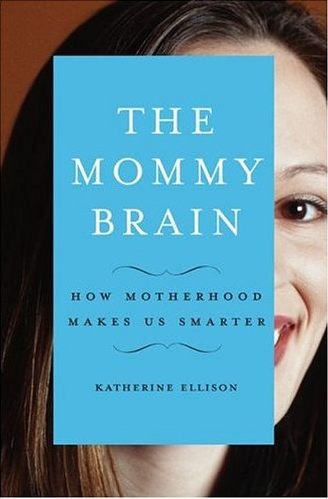 THE
MOMMY
BRAIN
HOW MOTHERHOOD
MAKES US SMARTER
KATHERINE ELLISON